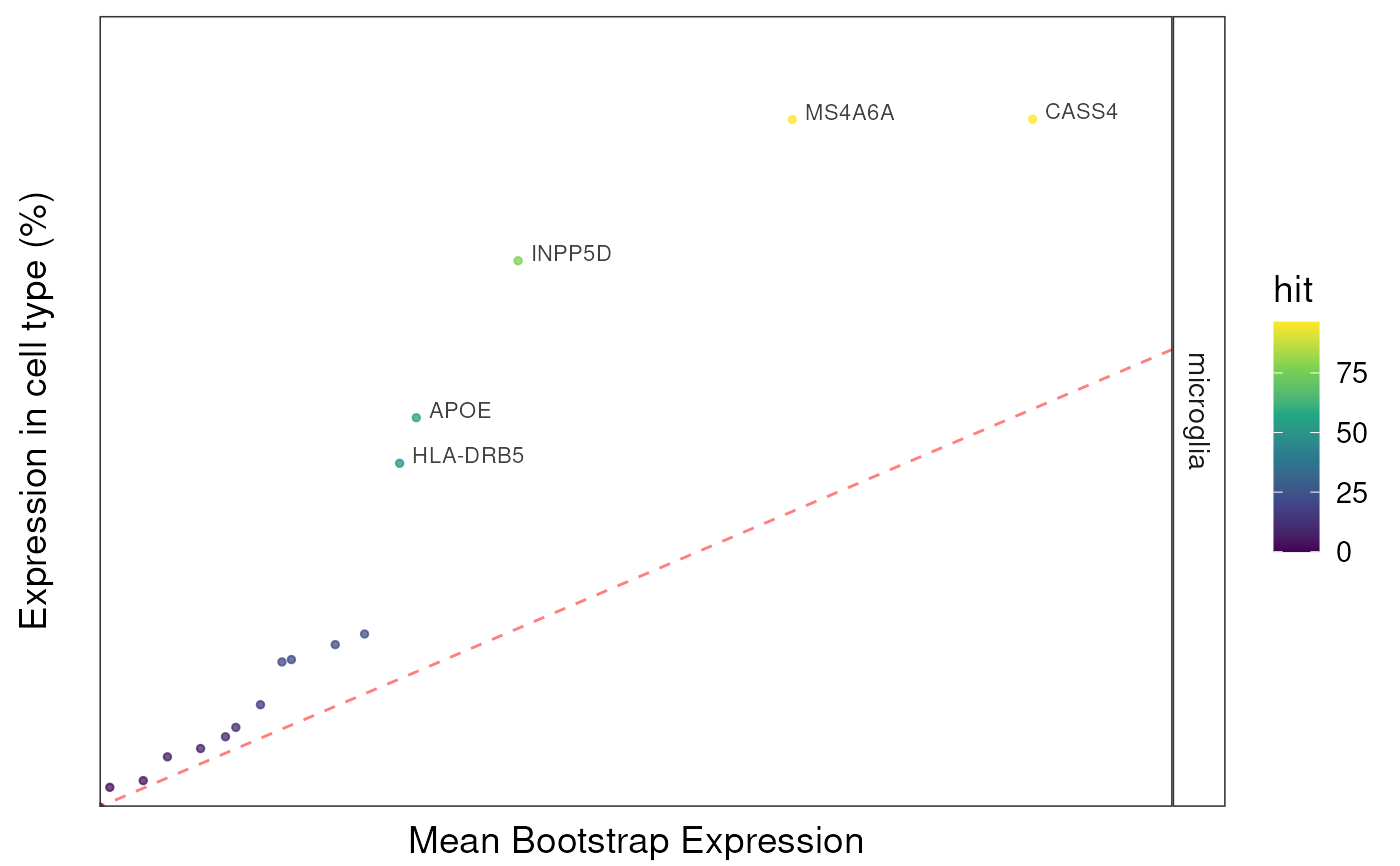 MS4A6A
CASS4
INPP5D
APOE
HLA-DRB5
Expression in cell type (%)
Mean Bootstrap Expression
microglia
hit
75
50
25
0